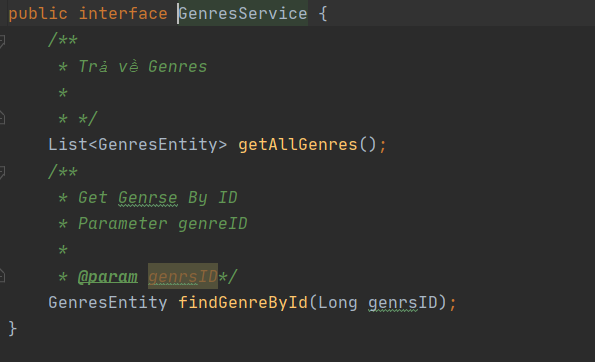 public interface GenresService {
/**
* Trả về Genres
*
* */
List<GenresEntity> getAllGenres();
/**
* Get Genrse By ID
* Parameter genreID
*
* @param genrsID*/
GenresEntity findGenreById(Long genrsID);
}